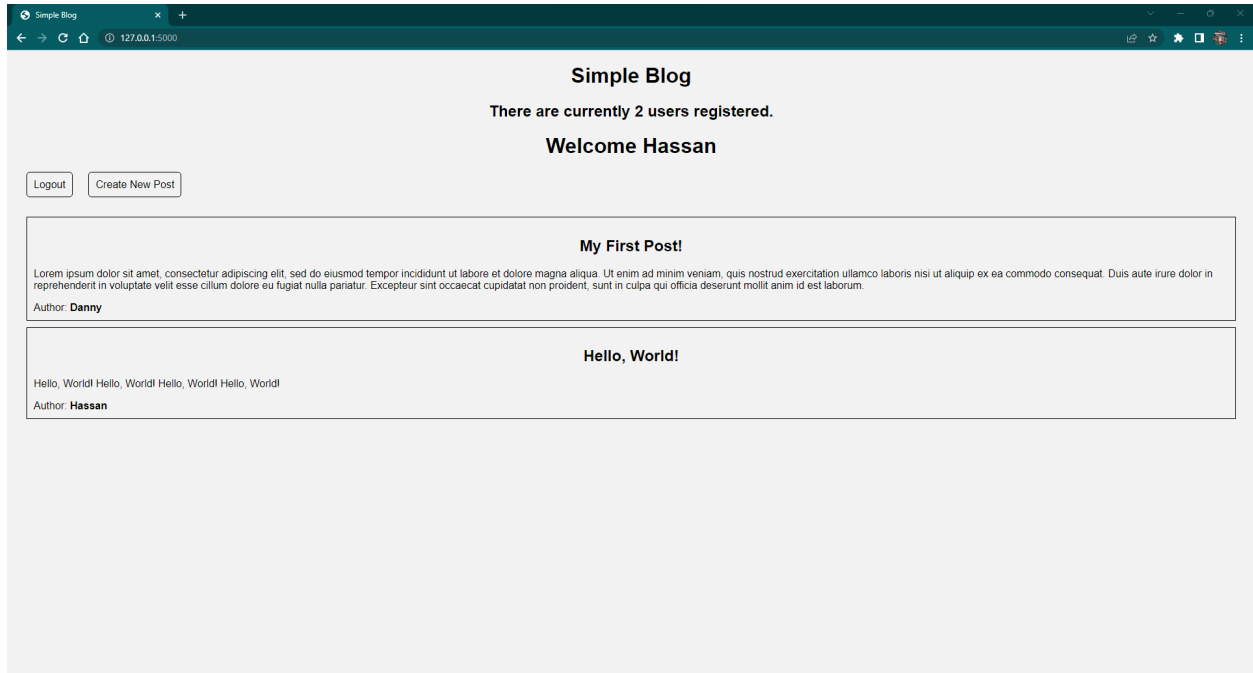 Simple Blog
127.0.0.1:5000
Simple Blog
There are currently 2 users registered.
Welcome Hassan
Logout Create New Post
My First Post!
Lorem ipsum dolor sit amet, consectetur adipiscing elit, sed do eiusmod tempor incididunt ut labore et dolore magna aliqua. Ut enim ad minim veniam, quis nostrud exercitation ullamco laboris nisi ut aliquip ex ea commodo consequat. Duis aute irure dolor in
reprehenderit in voluptate velit esse cillum dolore eu fugiat nulla pariatur. Excepteur sint occaecat cupidatat non proident, sunt in culpa qui officia deserunt mollit anim id est laborum.
Author: Danny
Hello, World!
Hello, World! Hello, World! Hello, World! Hello, World!
Author: Hassan